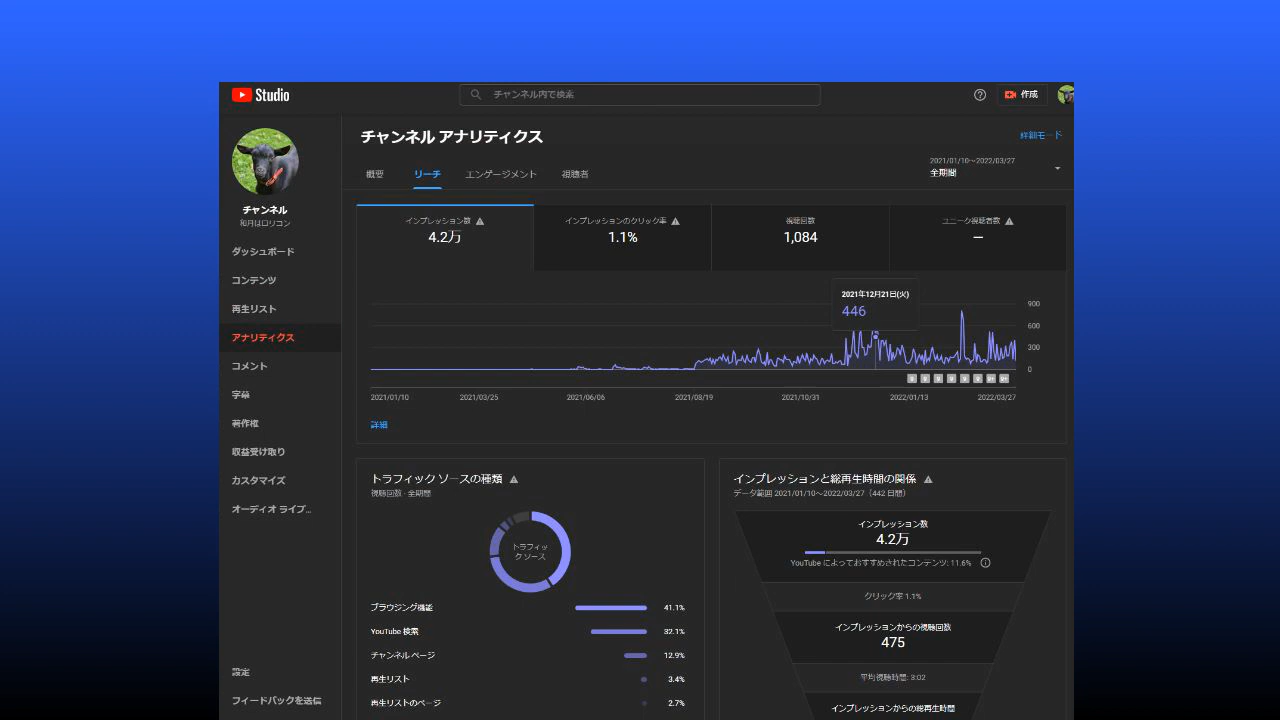 Studio
チャンネル内で検索
作成
チャンネル
和月はロリコン
ダッシュボード
コンテンツ
再生リスト
アナリティクス
コメント
字幕
著作権
収益受け取り
カスタマイズ
オーディオ ライブ...
設定
フィードバックを送信
チャンネル アナリティクス
詳細モード
概要 リーチ エンゲージメント 視聴者
2021/01/10～2022/03/27
全期間
インプレッション数
4.2万
インプレッションのクリック率
1.1%
視聴回数
1,084
ユニーク視聴者数
—
2021年12月21日(火)
446
900
600
300
0
2021/01/10 2021/03/25 2021/06/06 2021/08/19 2021/10/31 2022/01/13 2022/03/27
詳細
トラフィック ソースの種類
視聴回数 · 全期間
トラフィッ
ク ソース
ブラウジング機能 41.1%
YouTube 検索 32.1%
チャンネル ページ 12.9%
再生リスト 3.4%
再生リストのページ 2.7%
インプレッションと総再生時間の関係
データ範囲 2021/01/10～2022/03/27（442 日間）
インプレッション数
4.2万
YouTube によっておすすめされたコンテンツ: 11.6%
クリック率 1.1%
インプレッションからの視聴回数
475
平均視聴時間: 3:02
インプレッションからの総再生時間